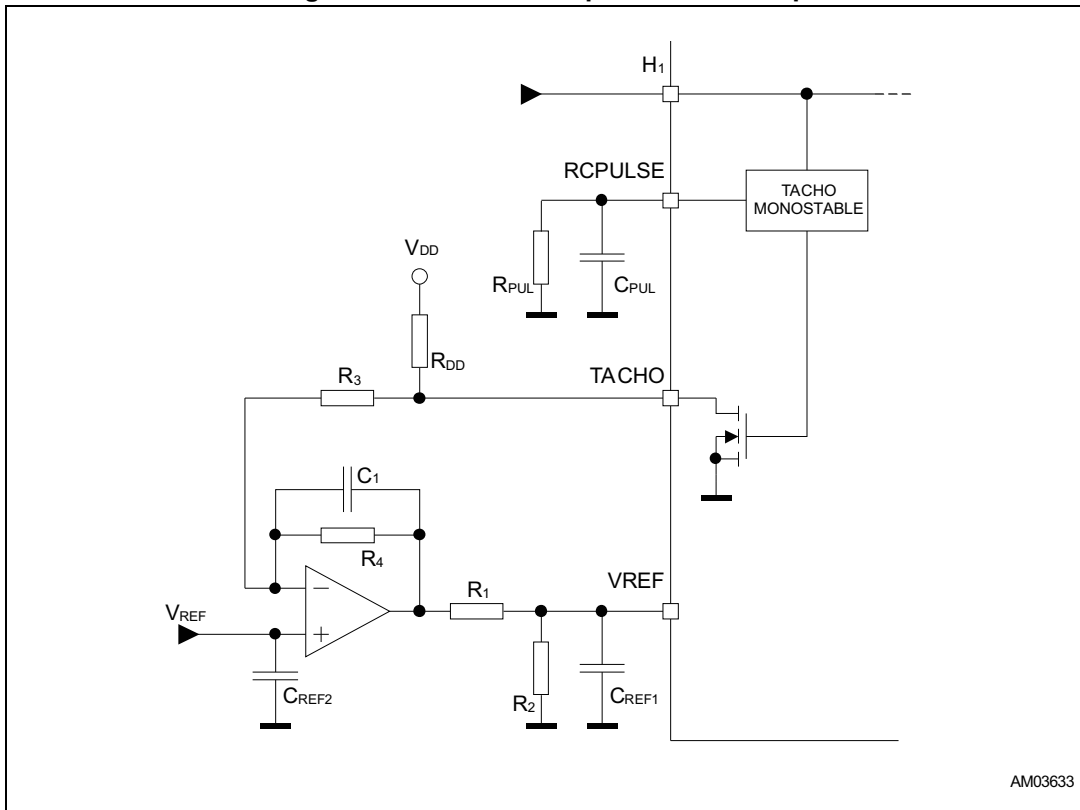 H1
RCPULSE
TACHO
MONOSTABLE
VDD
RPUL
CPUL
RDD
R3
TACHO
C1
R4
VREF
R1
VREF
CREF2
R2
CREF1
AM03633